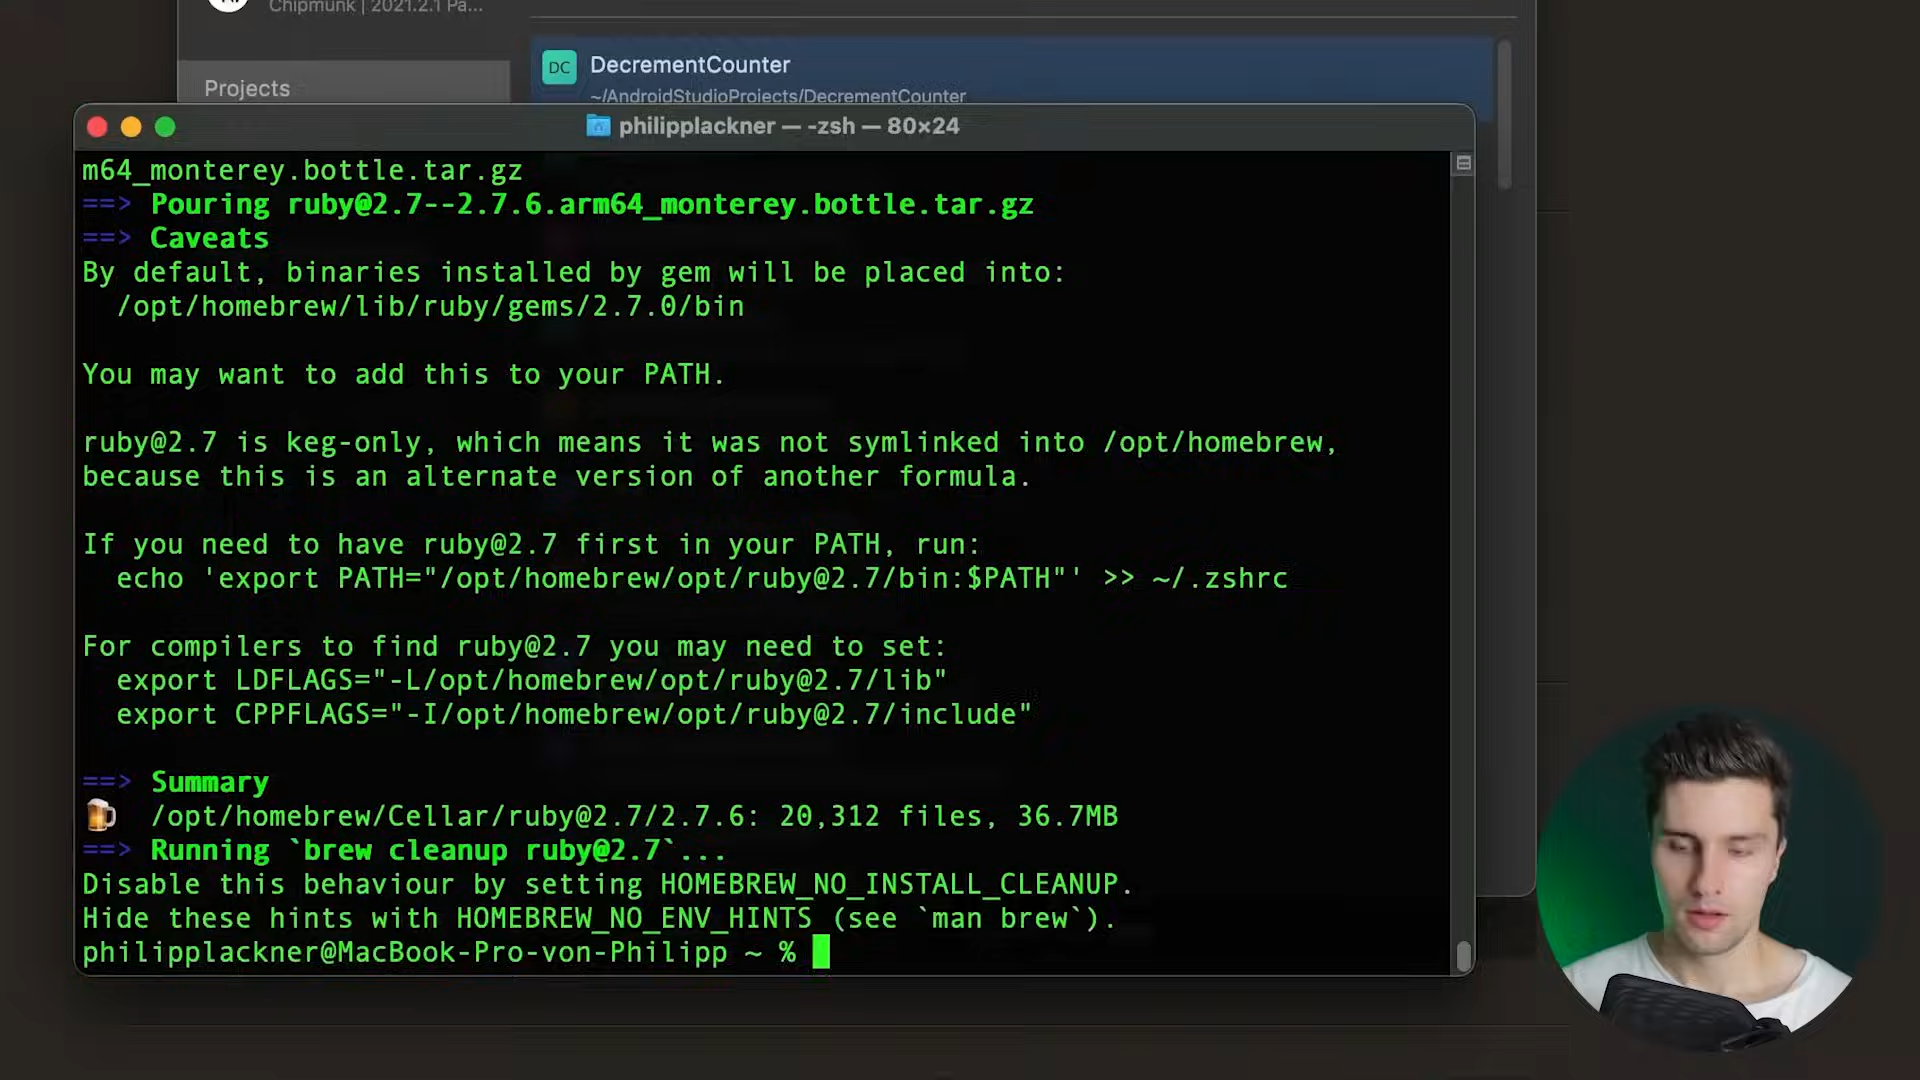 Chipmunk | 2021.2.1 Pa...
Projects
DC
DecrementCounter
~/AndroidStudioProjects/DecrementCounter
philipplackner — -zsh — 80×24
m64_monterey.bottle.tar.gz
==> Pouring ruby@2.7--2.7.6.arm64_monterey.bottle.tar.gz
==> Caveats
By default, binaries installed by gem will be placed into:
  /opt/homebrew/lib/ruby/gems/2.7.0/bin
You may want to add this to your PATH.
ruby@2.7 is keg-only, which means it was not symlinked into /opt/homebrew,
because this is an alternate version of another formula.
If you need to have ruby@2.7 first in your PATH, run:
  echo 'export PATH="/opt/homebrew/opt/ruby@2.7/bin:$PATH"' >> ~/.zshrc
For compilers to find ruby@2.7 you may need to set:
  export LDFLAGS="-L/opt/homebrew/opt/ruby@2.7/lib"
  export CPPFLAGS="-I/opt/homebrew/opt/ruby@2.7/include"
==> Summary
🍺  /opt/homebrew/Cellar/ruby@2.7/2.7.6: 20,312 files, 36.7MB
==> Running `brew cleanup ruby@2.7`...
Disable this behaviour by setting HOMEBREW_NO_INSTALL_CLEANUP.
Hide these hints with HOMEBREW_NO_ENV_HINTS (see `man brew`).
philipplackner@MacBook-Pro-von-Philipp ~ %